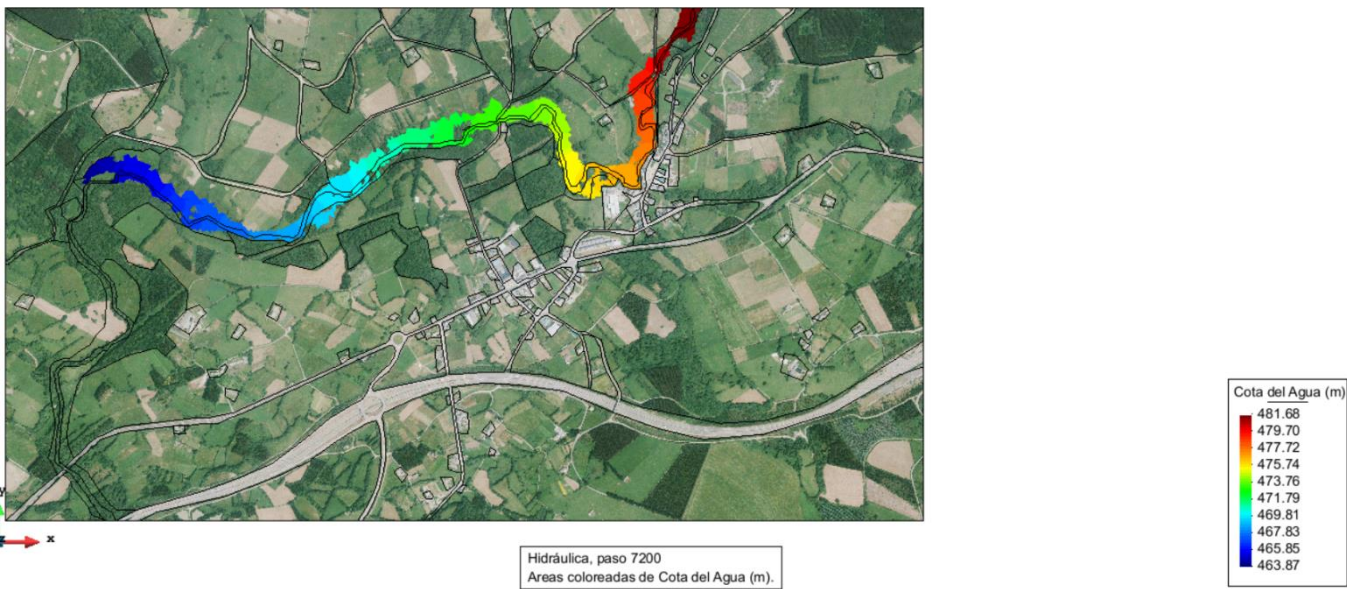 Cota del Agua (m)
481.68
479.70
477.72
475.74
473.76
471.79
469.81
467.83
465.85
463.87
y
x
Hidráulica, paso 7200
Areas coloreadas de Cota del Agua (m).